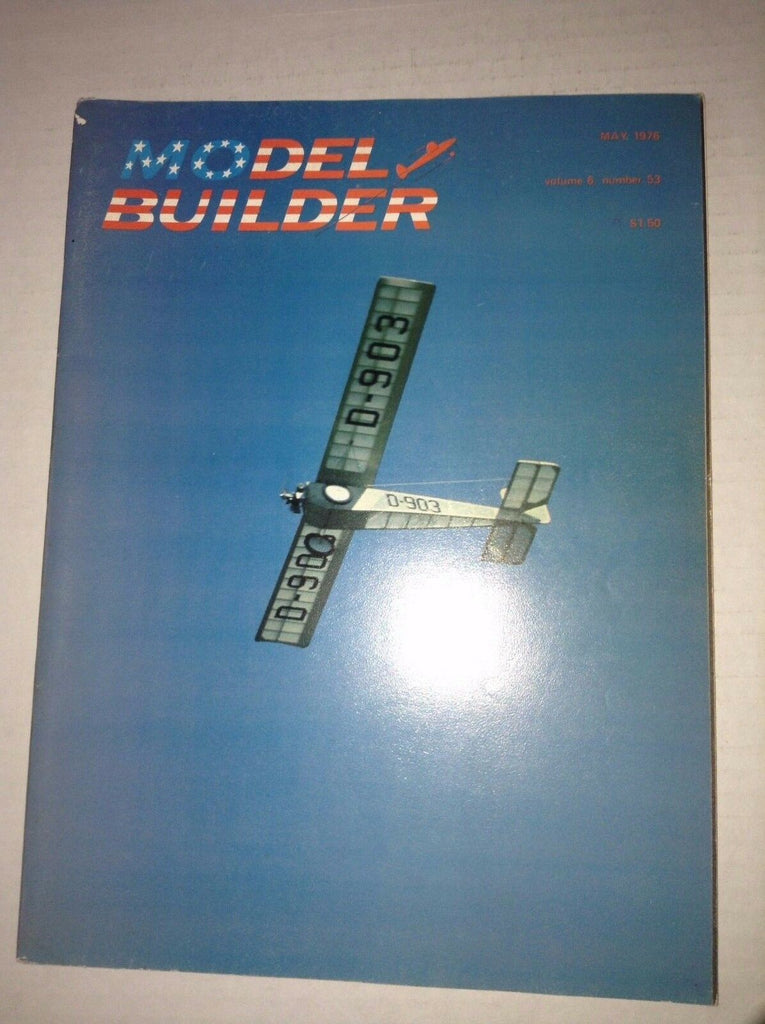 MODEL
BUILDER
MAY, 1976
volume 6, number 53
$1.50
D-903
D-903
D-903